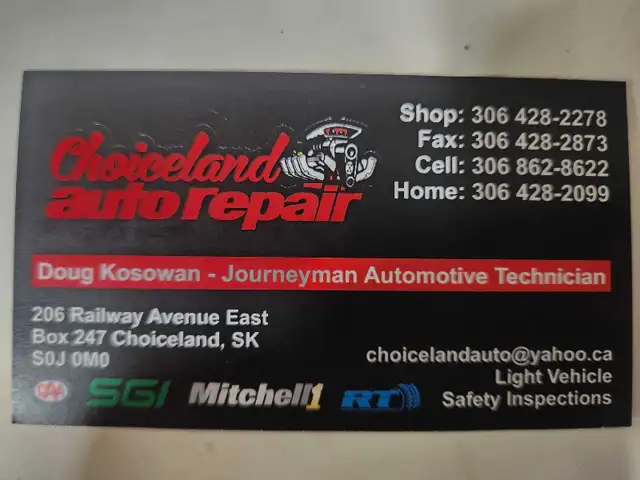 Choiceland
auto repair
Shop: 306 428-2278
Fax: 306 428-2873
Cell: 306 862-8622
Home: 306 428-2099
Doug Kosowan - Journeyman Automotive Technician
206 Railway Avenue East
Box 247 Choiceland, SK
S0J 0M0
choicelandauto@yahoo.ca
Light Vehicle
Safety Inspections
CAA SGI Mitchell1 RT